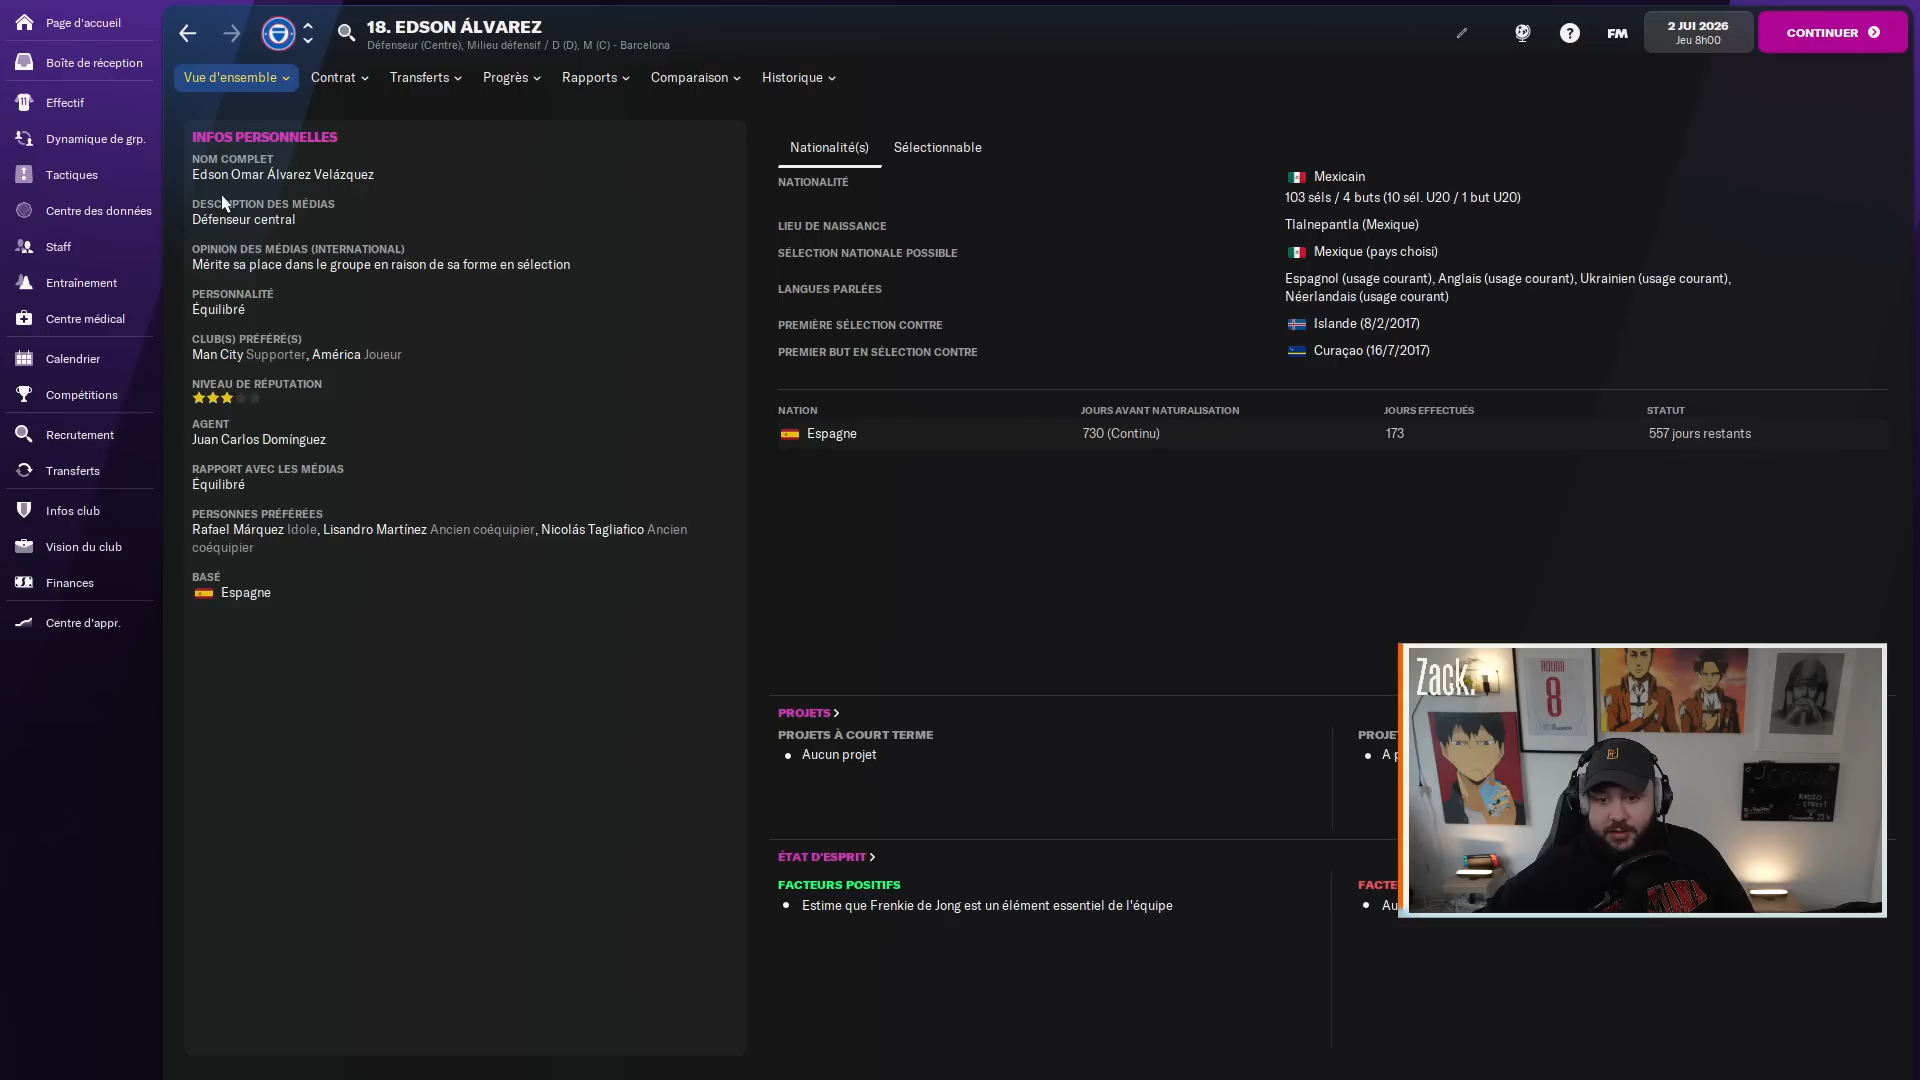 Page d'accueil
Boîte de réception
Effectif
Dynamique de grp.
Tactiques
Centre des données
Staff
Entraînement
Centre médical
Calendrier
Compétitions
Recrutement
Transferts
Infos club
Vision du club
Finances
Centre d'appr.
18. EDSON ÁLVAREZ
Défenseur (Centre), Milieu défensif / D (D), M (C) - Barcelona
FM
2 JUI 2026
Jeu 8h00
CONTINUER
Vue d'ensemble
Contrat
Transferts
Progrès
Rapports
Comparaison
Historique
INFOS PERSONNELLES
NOM COMPLET
Edson Omar Álvarez Velázquez
DESCRIPTION DES MÉDIAS
Défenseur central
OPINION DES MÉDIAS (INTERNATIONAL)
Mérite sa place dans le groupe en raison de sa forme en sélection
PERSONNALITÉ
Équilibré
CLUB(S) PRÉFÉRÉ(S)
Man City Supporter, América Joueur
NIVEAU DE RÉPUTATION
AGENT
Juan Carlos Domínguez
RAPPORT AVEC LES MÉDIAS
Équilibré
PERSONNES PRÉFÉRÉES
Rafael Márquez Idole, Lisandro Martínez Ancien coéquipier, Nicolás Tagliafico Ancien
coéquipier
BASÉ
Espagne
Nationalité(s)
Sélectionnable
NATIONALITÉ
Mexicain
103 séls / 4 buts (10 sél. U20 / 1 but U20)
LIEU DE NAISSANCE
Tlalnepantla (Mexique)
SÉLECTION NATIONALE POSSIBLE
Mexique (pays choisi)
LANGUES PARLÉES
Espagnol (usage courant), Anglais (usage courant), Ukrainien (usage courant),
Néerlandais (usage courant)
PREMIÈRE SÉLECTION CONTRE
Islande (8/2/2017)
PREMIER BUT EN SÉLECTION CONTRE
Curaçao (16/7/2017)
NATION
JOURS AVANT NATURALISATION
JOURS EFFECTUÉS
STATUT
Espagne
730 (Continu)
173
557 jours restants
PROJETS
PROJETS À COURT TERME
Aucun projet
PROJE
A p
ÉTAT D'ESPRIT
FACTEURS POSITIFS
Estime que Frenkie de Jong est un élément essentiel de l'équipe
FACTE
Au
Zack.
AOUAR
8
RADIO -
STREET